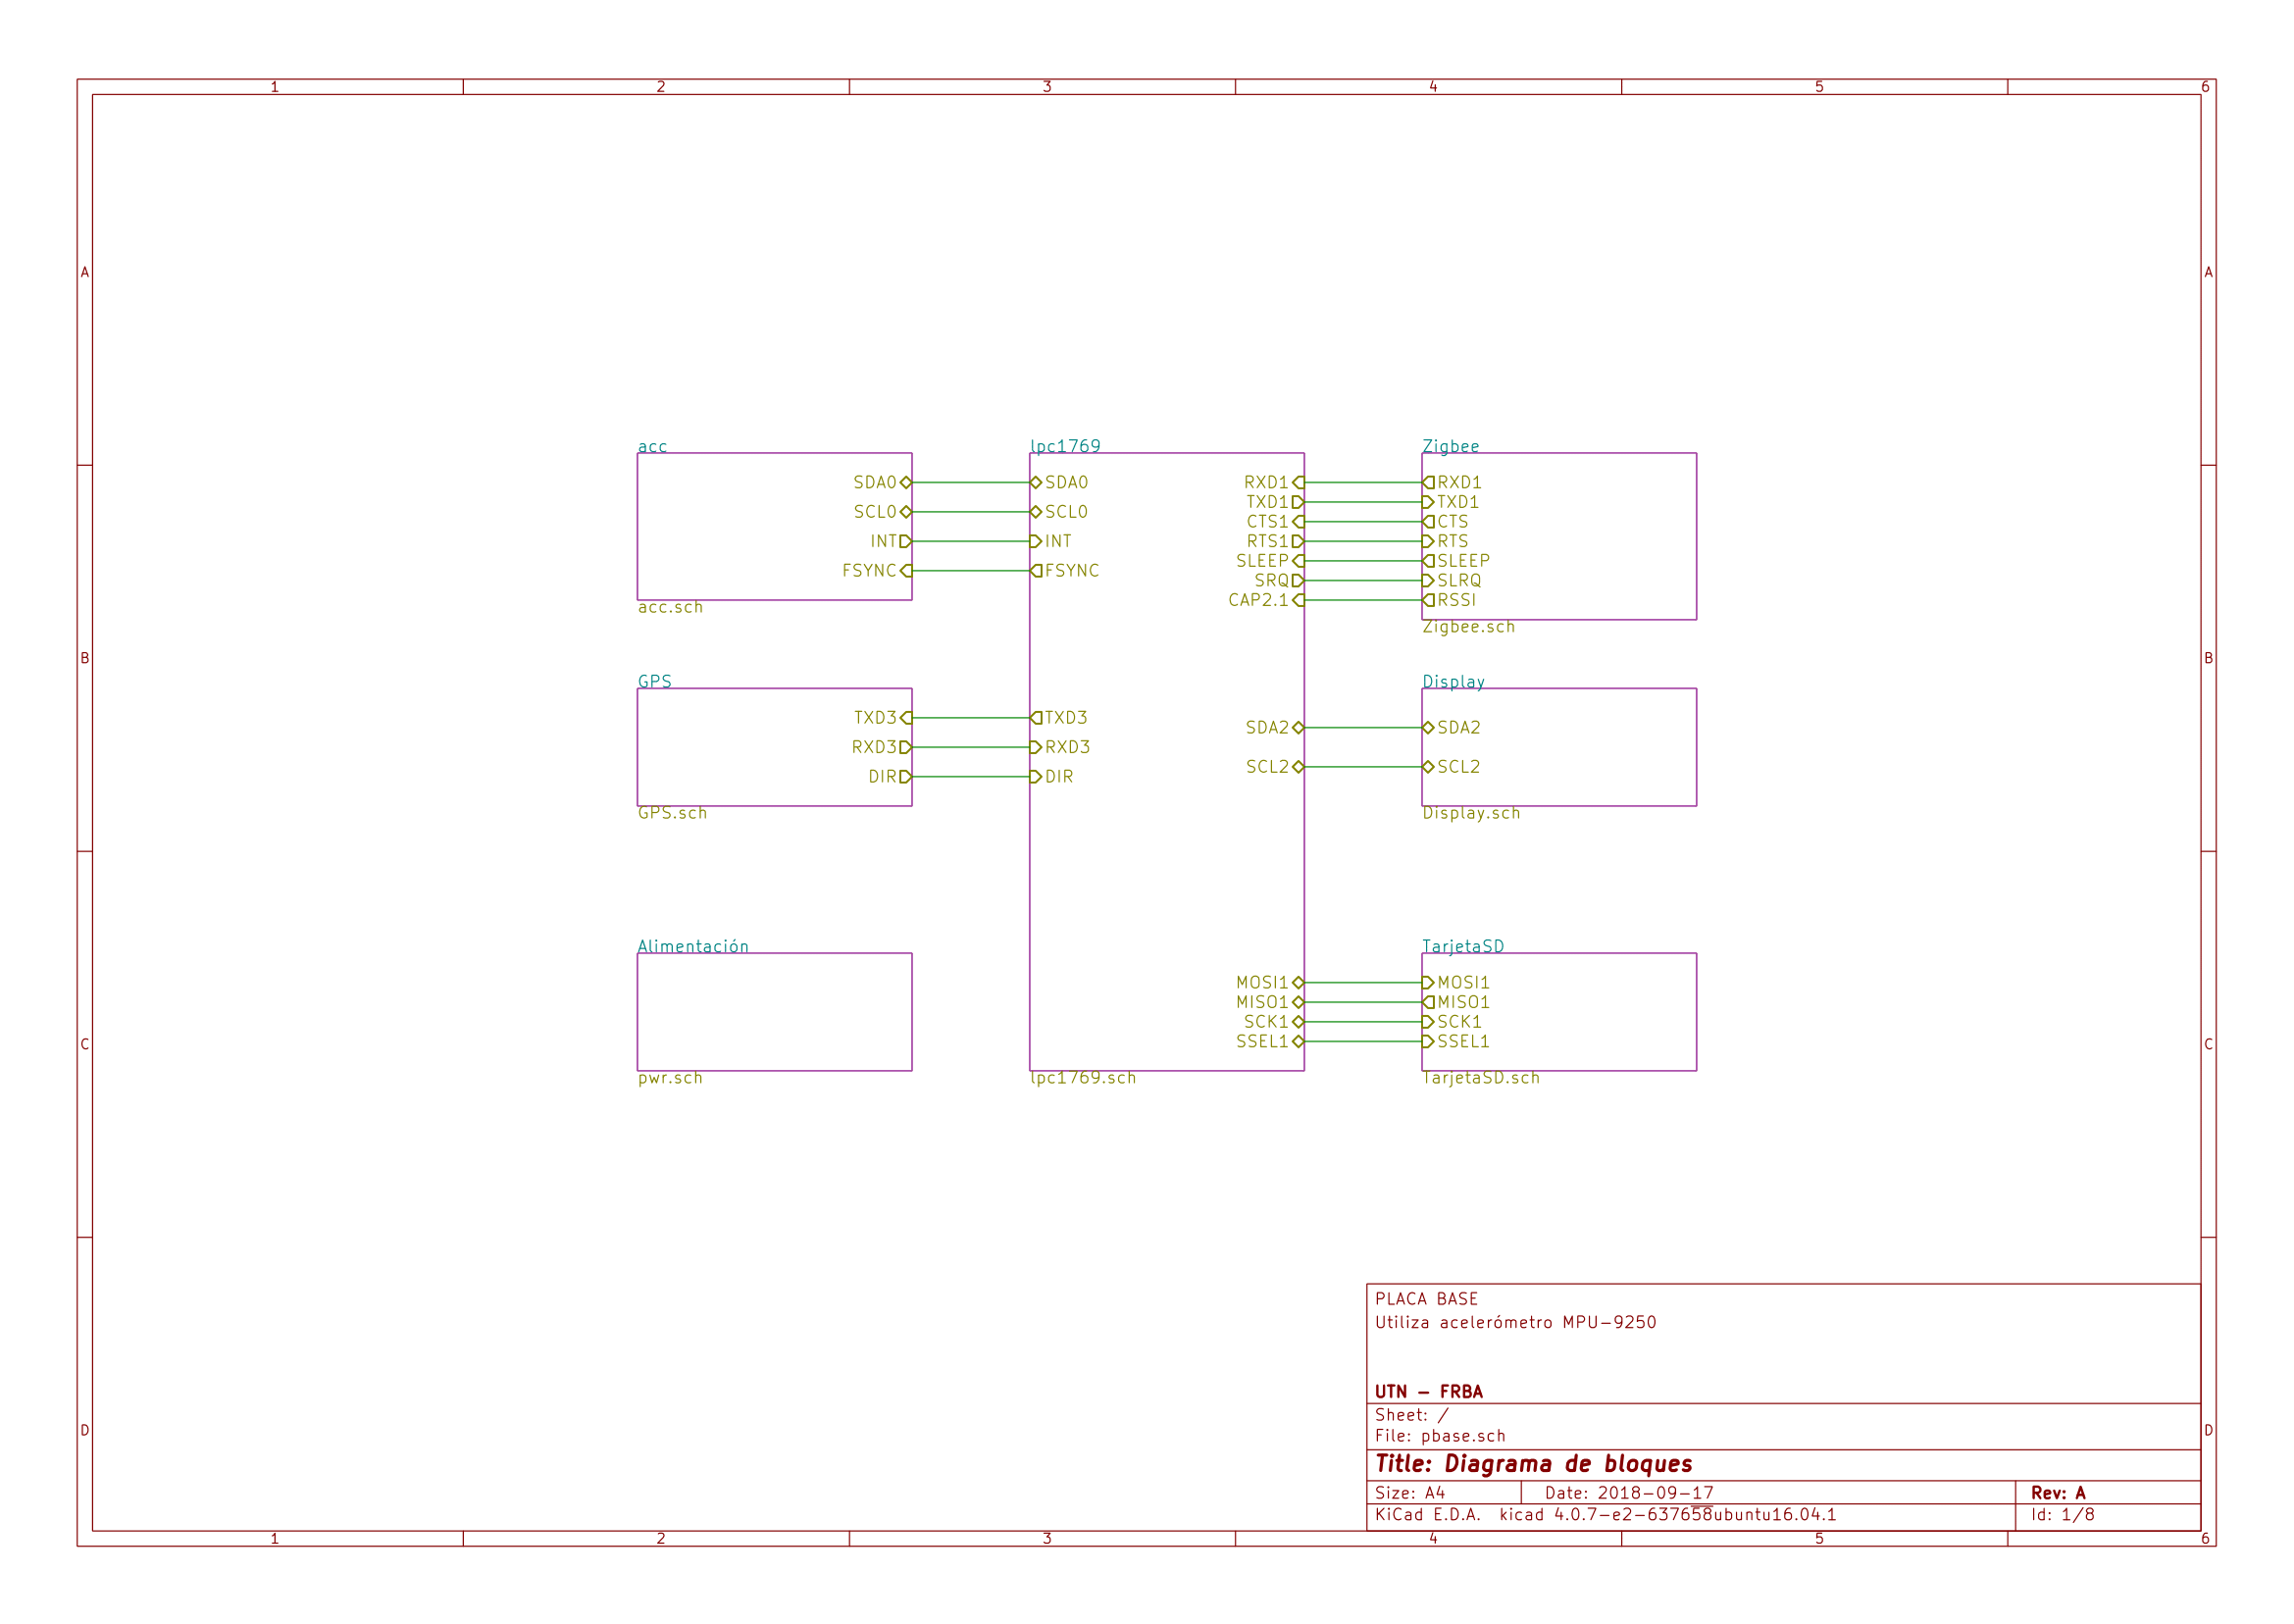 1 2 3 4 5 6
A A
acc
SDA0
SCL0
INT
FSYNC
acc.sch
lpc1769
SDA0
SCL0
INT
FSYNC
TXD3
RXD3
DIR
RXD1
TXD1
CTS1
RTS1
SLEEP
SRQ
CAP2.1
SDA2
SCL2
MOSI1
MISO1
SCK1
SSEL1
lpc1769.sch
Zigbee
RXD1
TXD1
CTS
RTS
SLEEP
SLRQ
RSSI
Zigbee.sch
B B
GPS
TXD3
RXD3
DIR
GPS.sch
Display
SDA2
SCL2
Display.sch
Alimentación
pwr.sch
TarjetaSD
MOSI1
MISO1
SCK1
SSEL1
TarjetaSD.sch
C C
PLACA BASE
Utiliza acelerómetro MPU-9250
UTN - FRBA
Sheet: /
File: pbase.sch
D D
Title: Diagrama de bloques
Size: A4 Date: 2018-09-17 Rev: A
KiCad E.D.A. kicad 4.0.7-e2-637658ubuntu16.04.1 Id: 1/8
1 2 3 4 5 6